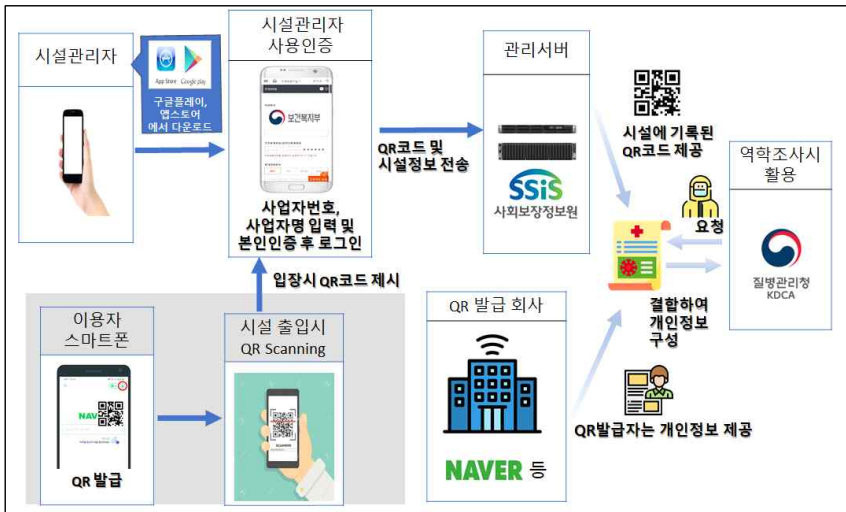 시설관리자
App Store
Google play
구글플레이,
앱스토어
에서 다운로드
시설관리자
사용인증
보건복지부
사업자번호,
사업자명 입력 및
본인인증 후 로그인
QR코드 및
시설정보 전송
관리서버
SSiS
사회보장정보원
시설에 기록된
QR코드 제공
역학조사시
활용
요청
질병관리청
KDCA
결합하여
개인정보
구성
입장시 QR코드 제시
이용자
스마트폰
NAV
QR 발급
시설 출입시
QR Scanning
SCANNING
QR 발급 회사
NAVER 등
QR발급자는 개인정보 제공